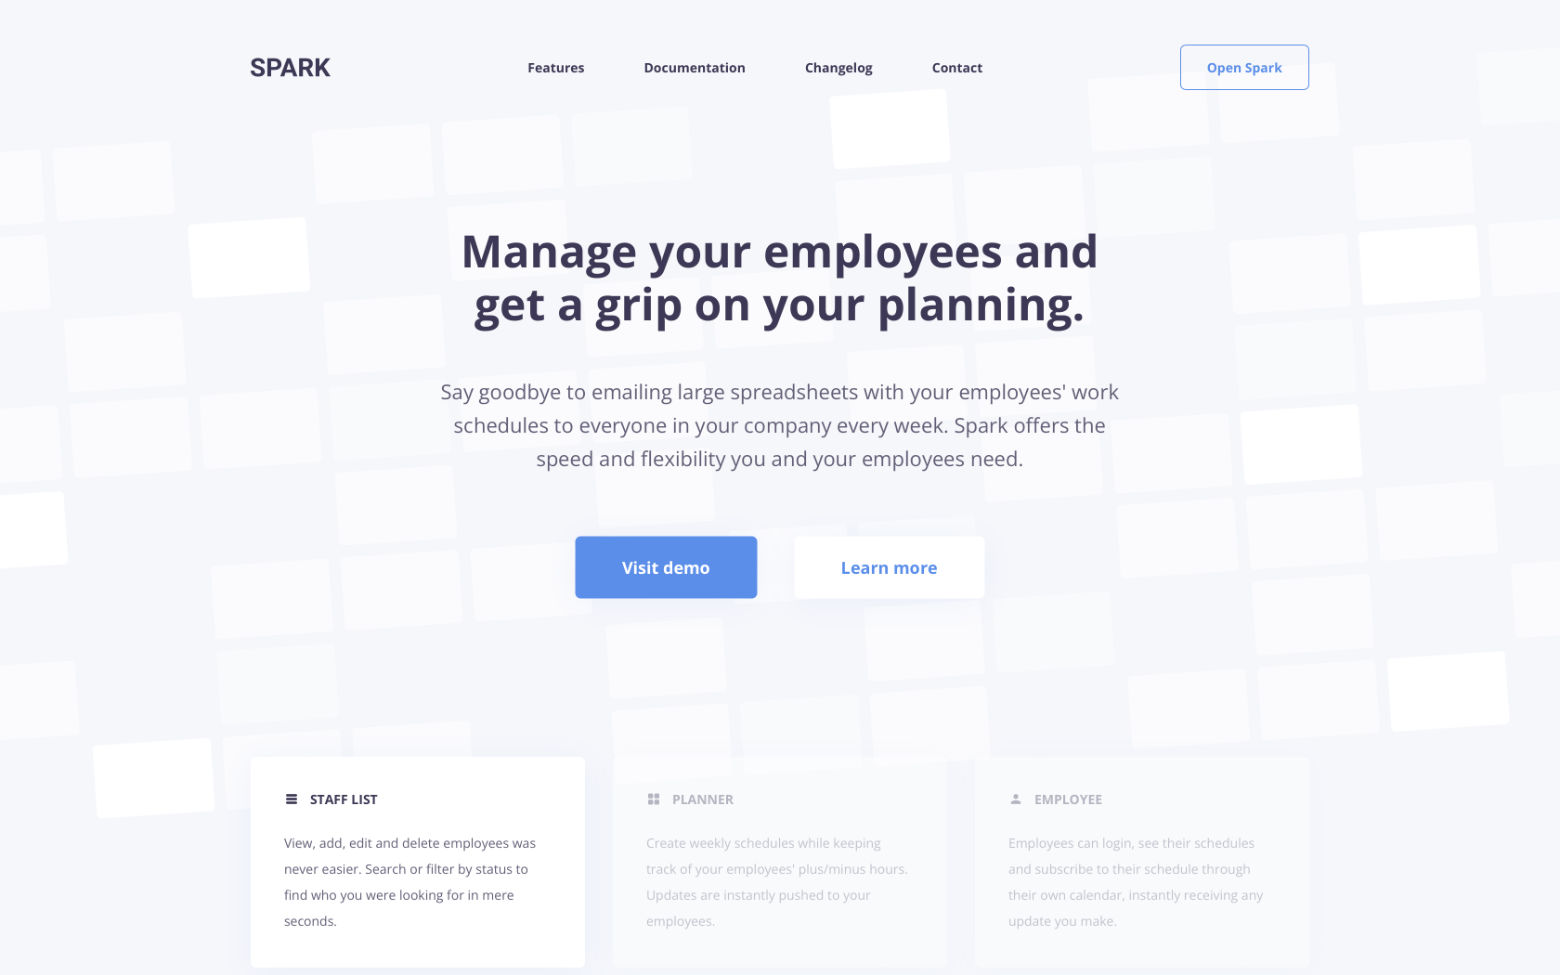 SPARK
Features
Documentation
Changelog
Contact
Open Spark
Manage your employees and
get a grip on your planning.
Say goodbye to emailing large spreadsheets with your employees' work
schedules to everyone in your company every week. Spark offers the
speed and flexibility you and your employees need.
Visit demo
Learn more
STAFF LIST
View, add, edit and delete employees was
never easier. Search or filter by status to
find who you were looking for in mere
seconds.
PLANNER
Create weekly schedules while keeping
track of your employees' plus/minus hours.
Updates are instantly pushed to your
employees.
EMPLOYEE
Employees can login, see their schedules
and subscribe to their schedule through
their own calendar, instantly receiving any
update you make.